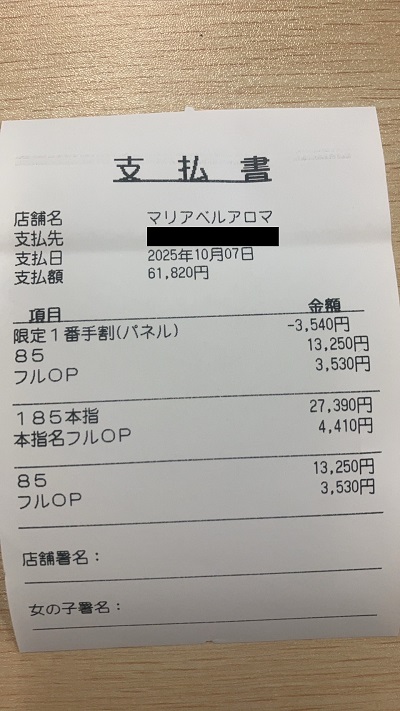 支払書
店舗名 マリアベルアロマ
支払先
支払日 2025年10月07日
支払額 61,820円
項目 金額
限定１番手割(パネル) -3,540円
８５ 13,250円
フルＯＰ 3,530円
１８５本指 27,390円
本指名フルＯＰ 4,410円
８５ 13,250円
フルＯＰ 3,530円
店舗署名：
女の子署名：